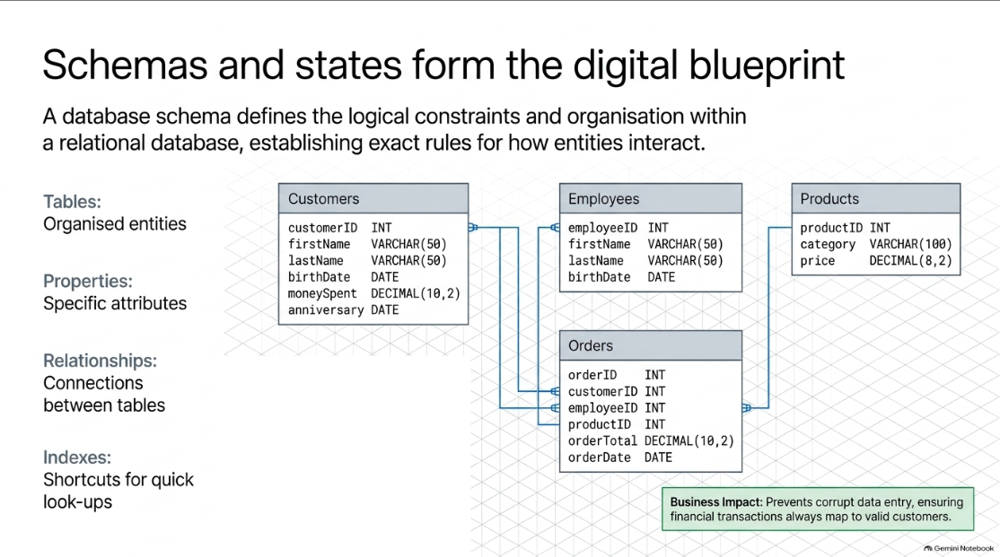 Schemas and states form the digital blueprint
A database schema defines the logical constraints and organisation within
a relational database, establishing exact rules for how entities interact.
Tables:
Organised entities
Properties:
Specific attributes
Relationships:
Connections
between tables
Indexes:
Shortcuts for quick
look-ups
Customers
customerID INT
firstName VARCHAR(50)
lastName VARCHAR(50)
birthDate DATE
moneySpent DECIMAL(10,2)
anniversary DATE
Employees
employeeID INT
firstName VARCHAR(50)
lastName VARCHAR(50)
birthDate DATE
Products
productID INT
category VARCHAR(100)
price DECIMAL(8,2)
Orders
orderID INT
customerID INT
employeeID INT
productID INT
orderTotal DECIMAL(10,2)
orderDate DATE
Business Impact: Prevents corrupt data entry, ensuring
financial transactions always map to valid customers.
Gemini Notebook